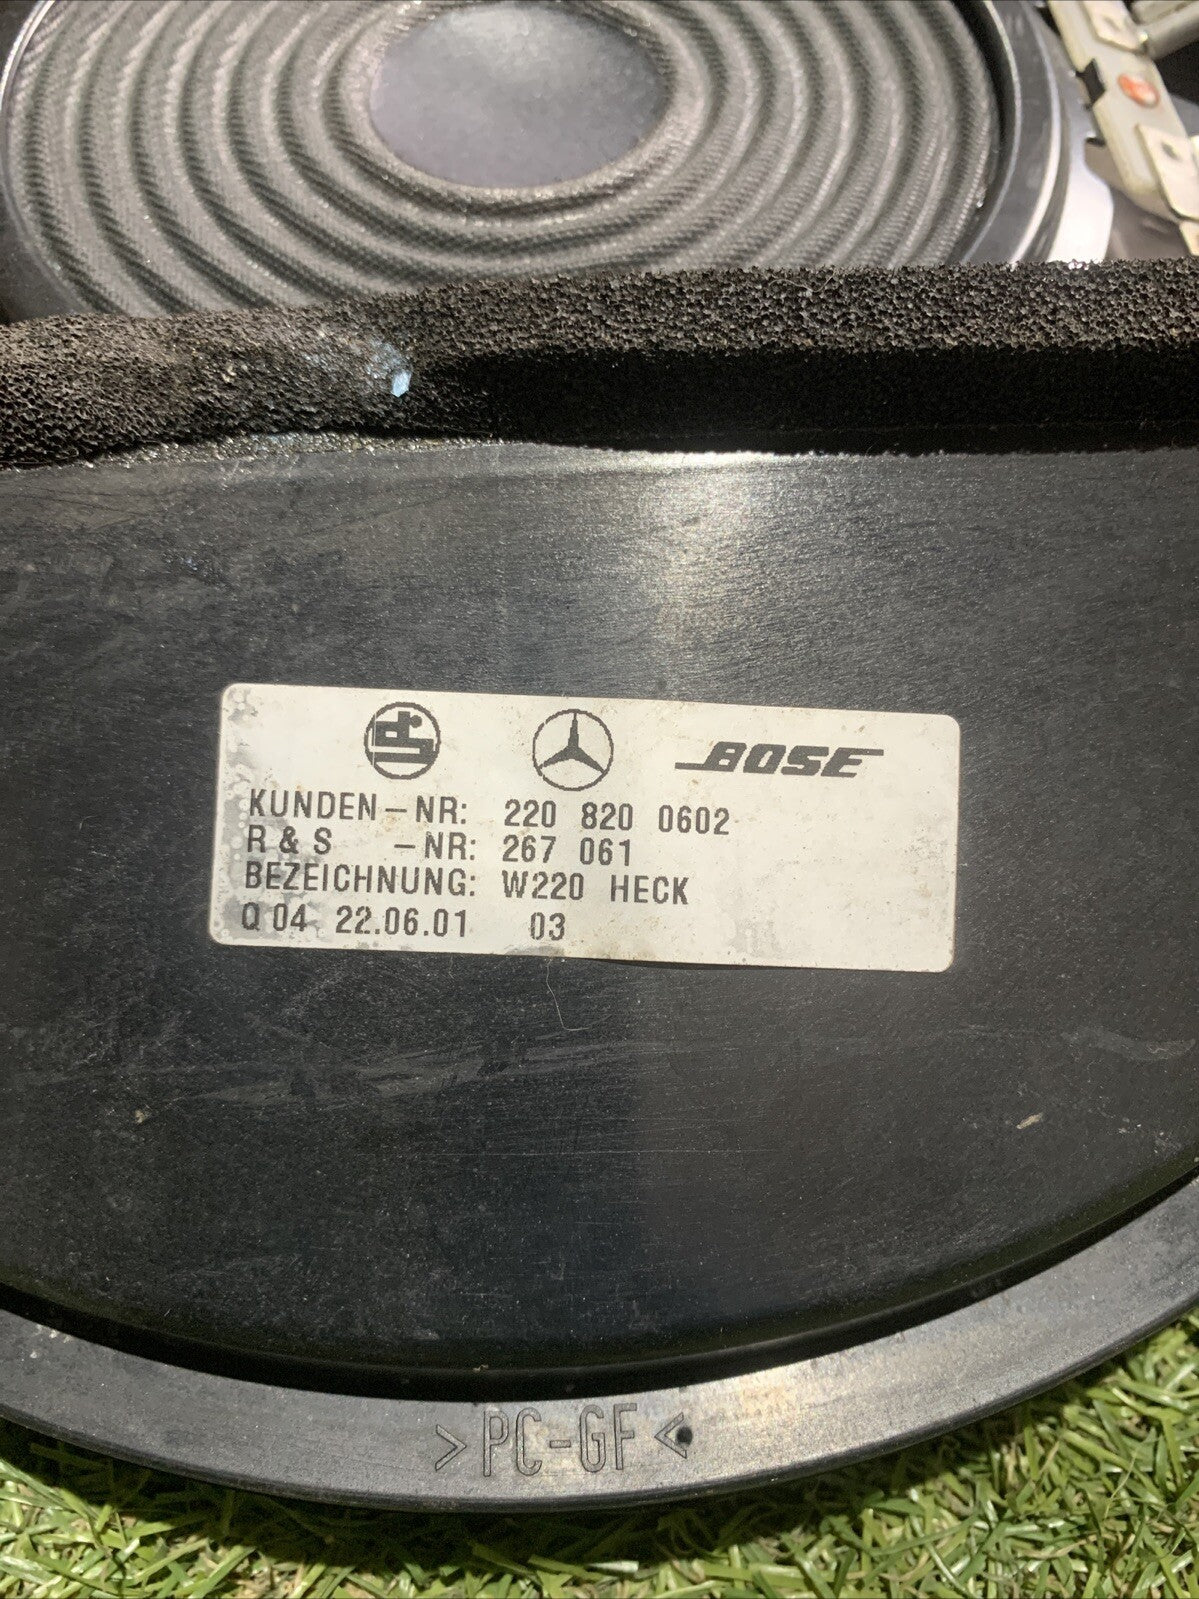 BOSE
KUNDEN-NR: 220 820 0602
R & S -NR: 267 061
BEZEICHNUNG: W220 HECK
Q 04 22.06.01 03
>PC-GF<